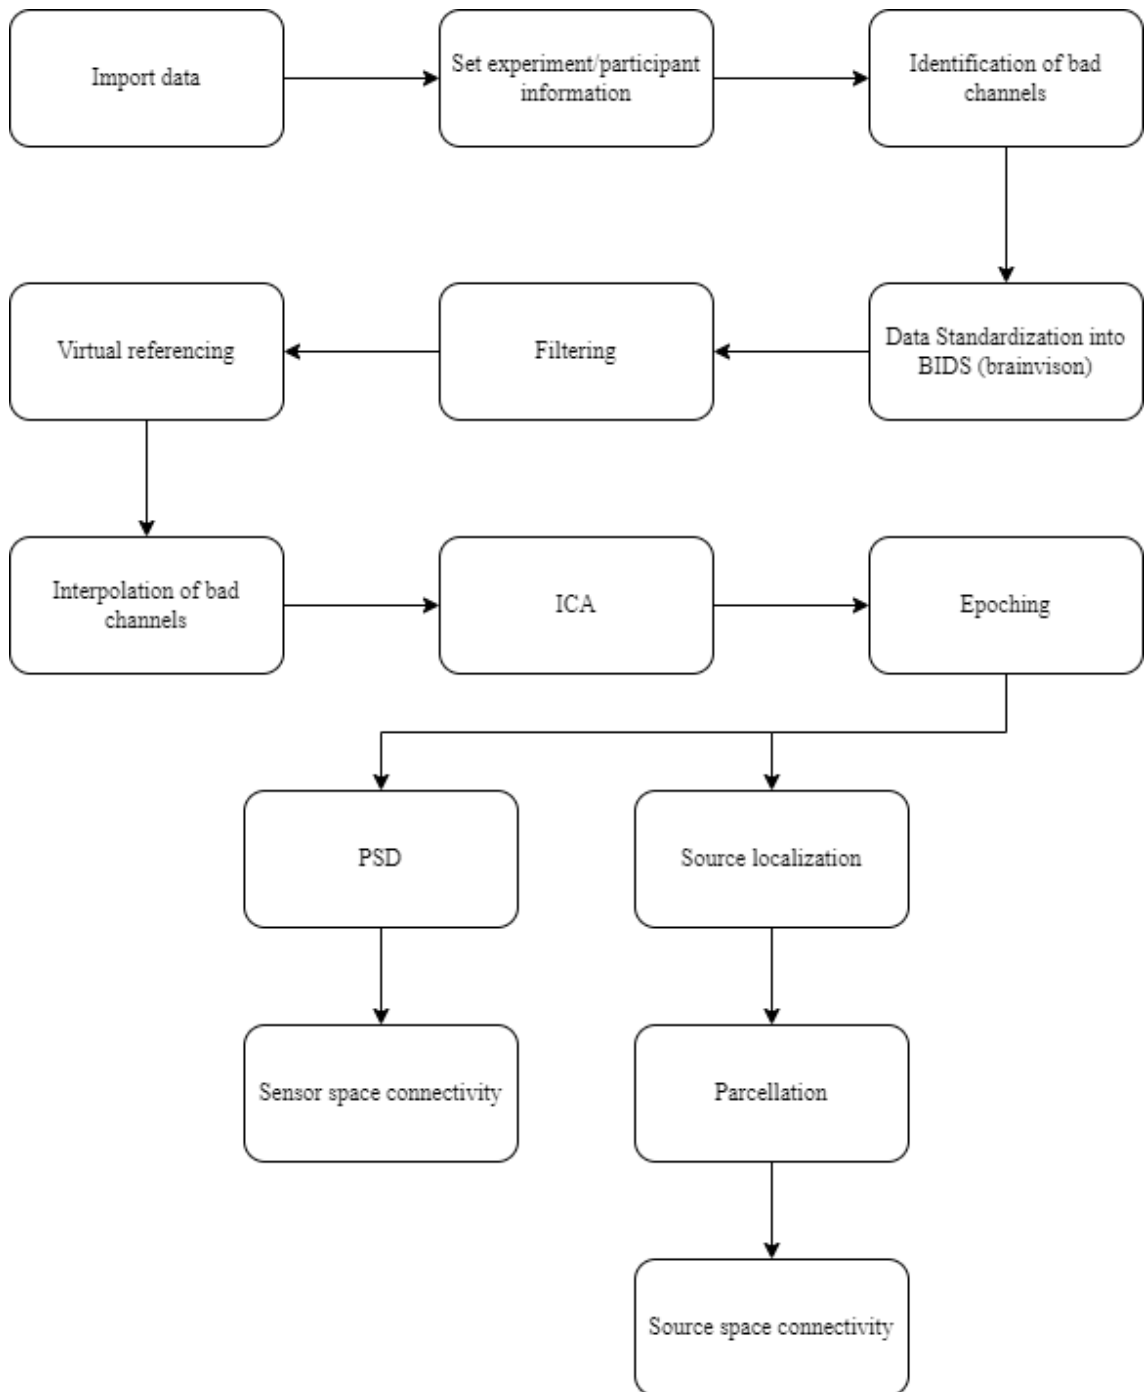 Import data
Set experiment/participant
information
Identification of bad
channels
Virtual referencing
Filtering
Data Standardization into
BIDS (brainvison)
Interpolation of bad
channels
ICA
Epoching
PSD
Source localization
Sensor space connectivity
Parcellation
Source space connectivity